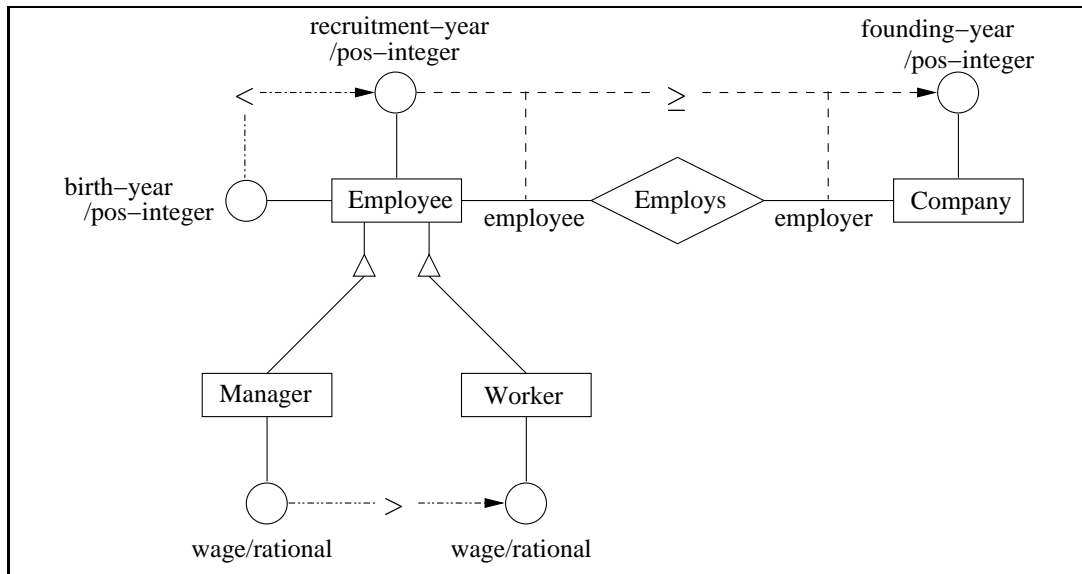 recruitment−year
/pos−integer
founding−year
/pos−integer
<
≥
birth−year
/pos−integer
Employee
employee
Employs
employer
Company
Manager
Worker
>
wage/rational
wage/rational